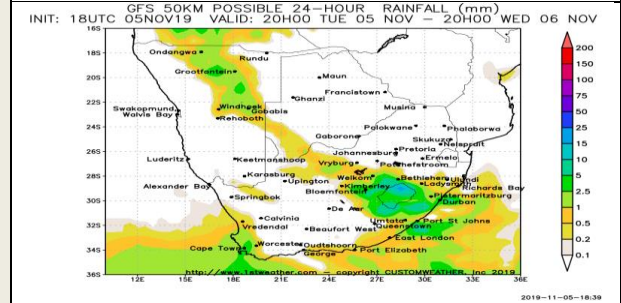 GFS 50KM POSSIBLE 24-HOUR RAINFALL (mm)
INIT: 18UTC 05NOV19 VALID: 20H00 TUE 05 NOV – 20H00 WED 06 NOV
16S
Ondangwa
Rundu
200
Grootfontein
Maun
150
20S
100
Francistown
22S
Ghanzi
75
Swakopmund
Windhoek
Gobabis
Musina
50
Walvis Bay
Rehoboth
24S
Polokwane
Phalaborwa
25
Gaborone
Skukuza
Pretoria
Nelspruit
20
26S
Johannesburg
Ermelo
15
Luderitz
Keetmanshoop
Vryburg
Potchefstroom
10
28S
Karasburg
Welkom
Bethlehem
Ulundi
5
Alexander Bay
Upington
Kimberley
Ladysmith
Richards Bay
2.5
30S
Springbok
Bloemfontein
Pietermaritzburg
Durban
1
De Aar
0.5
32S
Calvinia
Umtata
Port St Johns
0.2
Vredendal
Beaufort West
Queenstown
0.1
34S
Cape Town
Worcester
Oudtshoorn
East London
George
Port Elizabeth
36S
http://www.1stweather.com – copyright CUSTOMWEATHER, Inc 2019
12E 15E 18E 21E 24E 27E 30E 33E 36E
2019-11-05-18:39